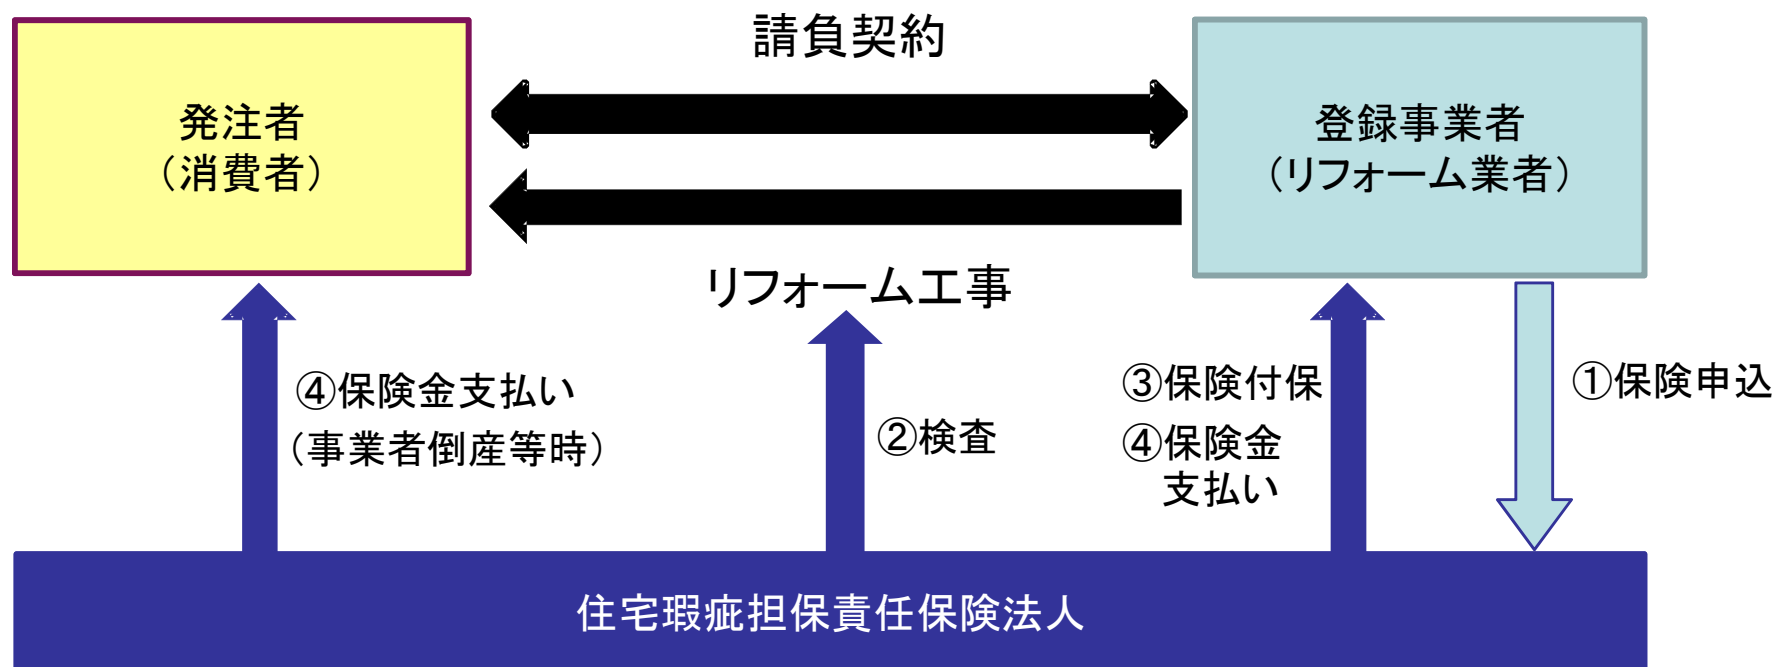 請負契約
発注者
（消費者）
登録事業者
（リフォーム業者）
リフォーム工事
④保険金支払い
（事業者倒産等時）
②検査
③保険付保
④保険金
支払い
①保険申込
住宅瑕疵担保責任保険法人